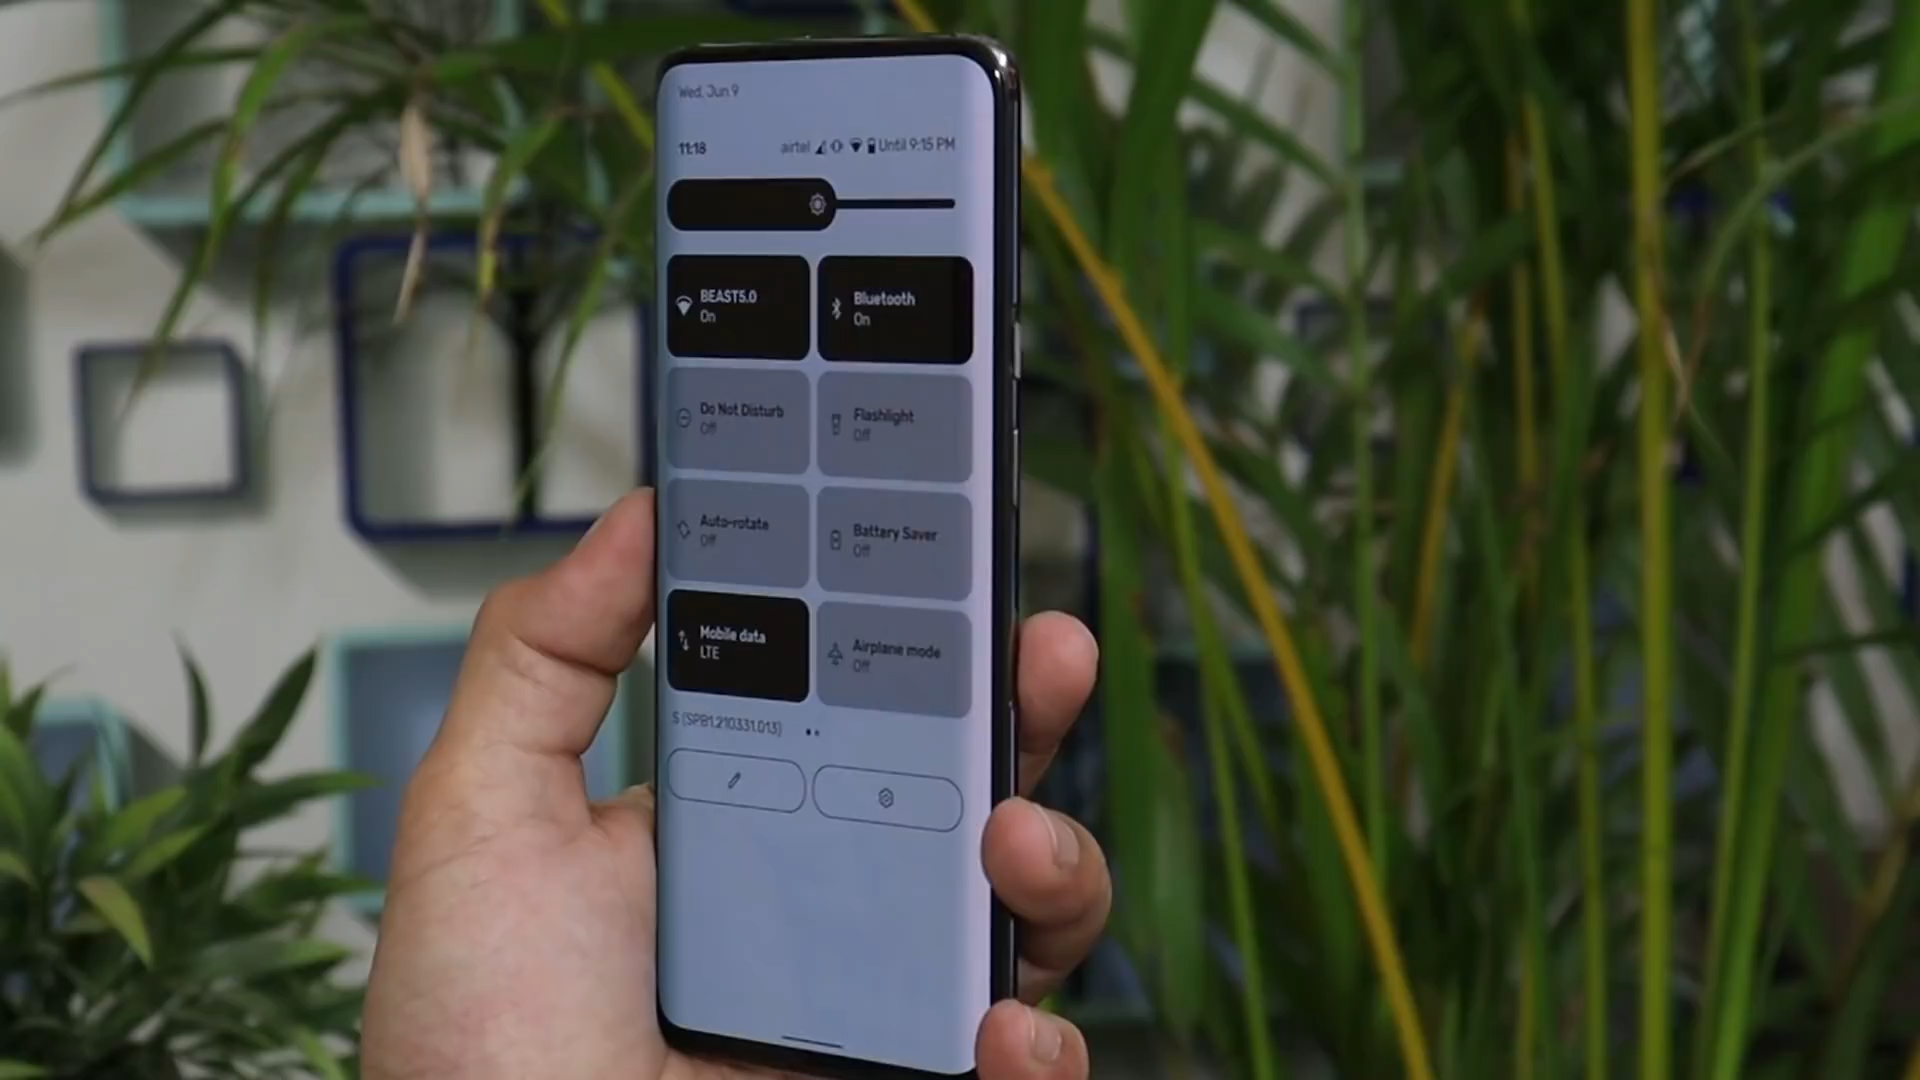 Wed, Jun 9
11:18
airtel Until 9:15 PM
BEAST5.0
On
Bluetooth
On
Do Not Disturb
Off
Flashlight
Off
Auto-rotate
Off
Battery Saver
Off
Mobile data
LTE
Airplane mode
Off
S (SPB1.210331.013)